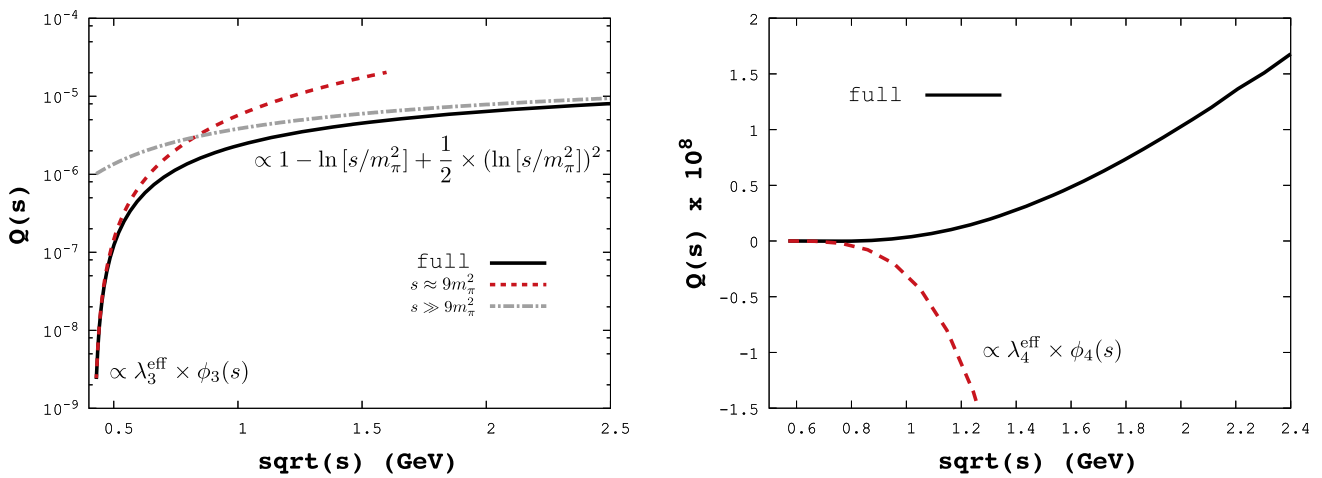 10^-4
10^-5
10^-6
10^-7
10^-8
10^-9
Q(s)
∝ 1 − ln [s/m_π^2] + 1/2 × (ln [s/m_π^2])^2
full
s ≈ 9m_π^2
s ≫ 9m_π^2
∝ λ_3^eff × ϕ_3(s)
0.5 1 1.5 2 2.5
sqrt(s) (GeV)
2
1.5
1
0.5
0
-0.5
-1
-1.5
Q(s) x 10^8
full
∝ λ_4^eff × ϕ_4(s)
0.6 0.8 1 1.2 1.4 1.6 1.8 2 2.2 2.4
sqrt(s) (GeV)